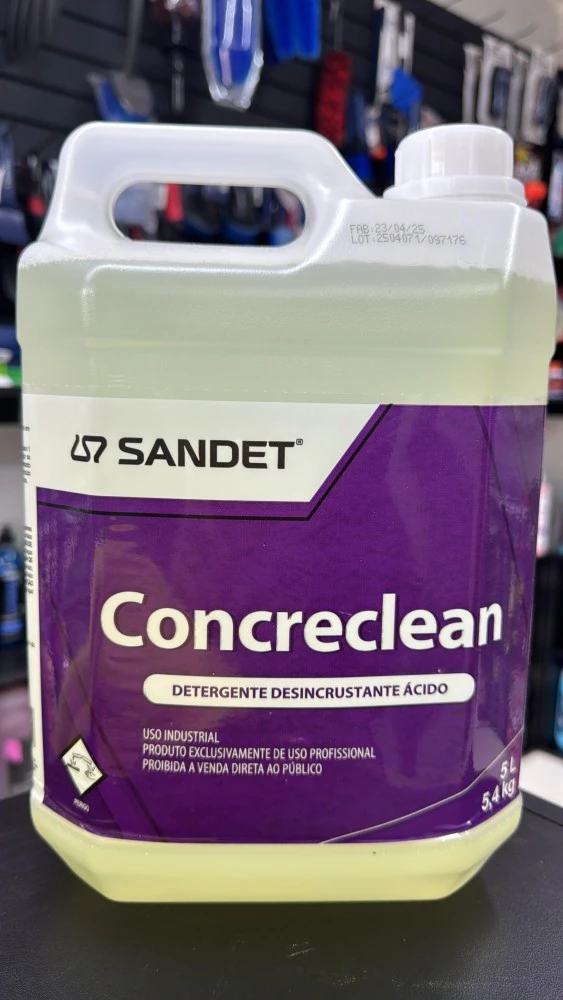 FAB:23/04/25
LOT:2504071/097176
SANDET®
Concreclean
DETERGENTE DESINCRUSTANTE ÁCIDO
USO INDUSTRIAL
PRODUTO EXCLUSIVAMENTE DE USO PROFISSIONAL
PROIBIDA A VENDA DIRETA AO PÚBLICO
PERIGO
5 L
5,4 kg